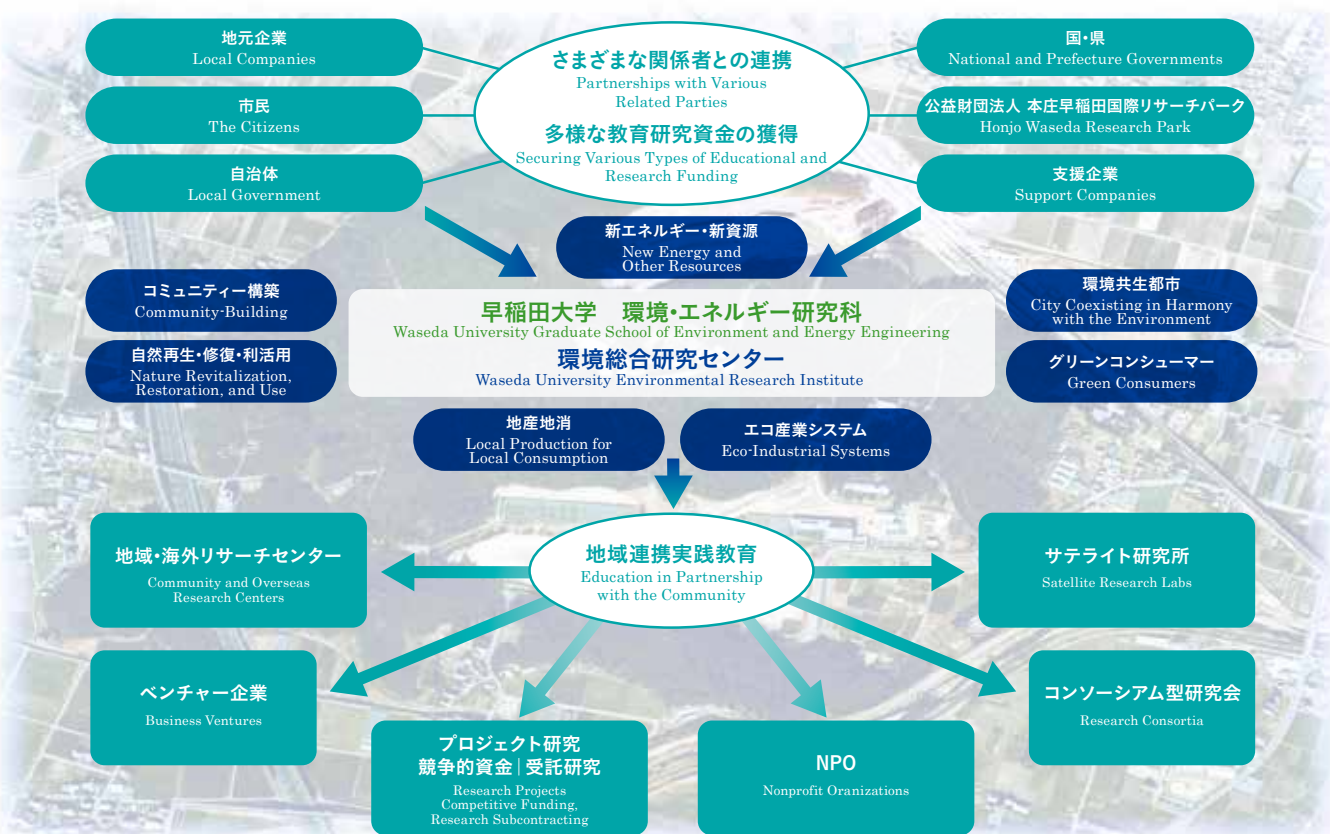 地元企業
Local Companies
市民
The Citizens
自治体
Local Government
さまざまな関係者との連携
Partnerships with Various
Related Parties
多様な教育研究資金の獲得
Securing Various Types of Educational and
Research Funding
国・県
National and Prefecture Governments
公益財団法人 本庄早稲田国際リサーチパーク
Honjo Waseda Research Park
支援企業
Support Companies
新エネルギー・新資源
New Energy and
Other Resources
コミュニティー構築
Community-Building
自然再生・修復・利活用
Nature Revitalization,
Restoration, and Use
早稲田大学 環境・エネルギー研究科
Waseda University Graduate School of Environment and Energy Engineering
環境総合研究センター
Waseda University Environmental Research Institute
環境共生都市
City Coexisting in Harmony
with the Environment
グリーンコンシューマー
Green Consumers
地産地消
Local Production for
Local Consumption
エコ産業システム
Eco-Industrial Systems
地域・海外リサーチセンター
Community and Overseas
Research Centers
地域連携実践教育
Education in Partnership
with the Community
サテライト研究所
Satellite Research Labs
ベンチャー企業
Business Ventures
プロジェクト研究
競争的資金|受託研究
Research Projects
Competitive Funding,
Research Subcontracting
NPO
Nonprofit Oranizations
コンソーシアム型研究会
Research Consortia